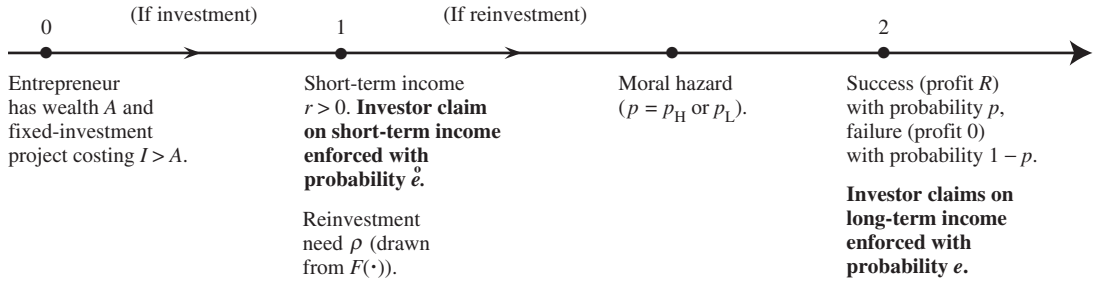 (If investment) (If reinvestment)
0 1 2
Entrepreneur
has wealth A and
fixed-investment
project costing I > A.
Short-term income
r > 0. Investor claim
on short-term income
enforced with
probability e̊.
Reinvestment
need ρ (drawn
from F(·)).
Moral hazard
(p = pH or pL).
Success (profit R)
with probability p,
failure (profit 0)
with probability 1 − p.
Investor claims on
long-term income
enforced with
probability e.